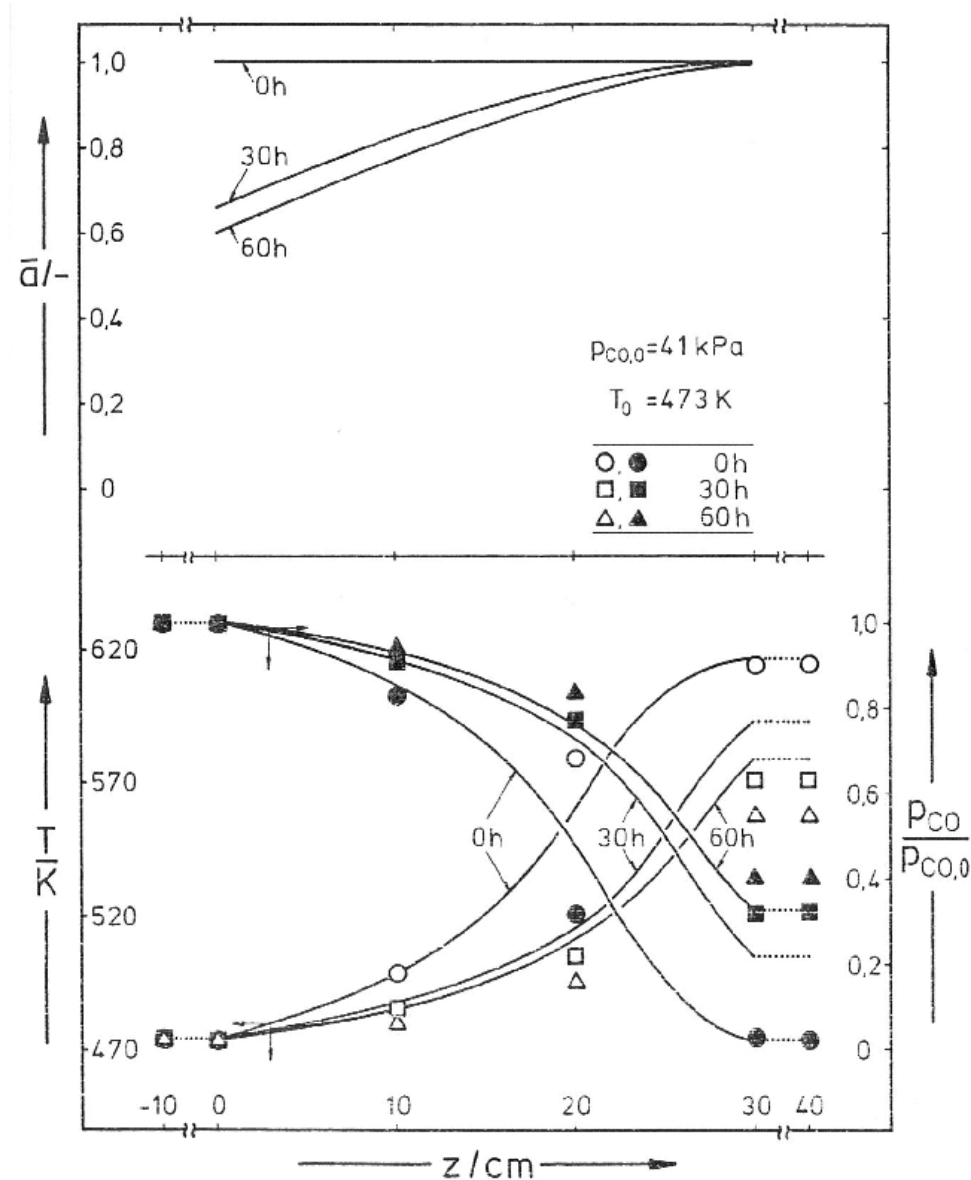 1,0
0h
0,8
30h
0,6
60h
ā/-
0,4
p_CO,0=41 kPa
T_0 =473 K
0,2
○, ● 0h
□, ■ 30h
0
△, ▲ 60h
1,0
620
0,8
570
0,6
0h 30h 60h
T/K
p_CO/p_CO,0
0,4
520
0,2
470
0
-10 0 10 20 30 40
z/cm